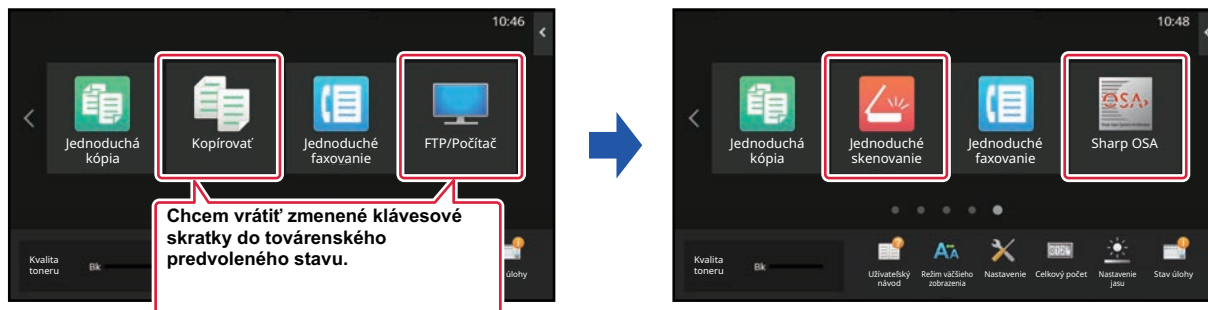 10:46
Jednoduchá
kópia
Kopírovať
Jednoduché
faxovanie
FTP/Počítač
Chcem vrátiť zmenené klávesové
skratky do továrenského
predvoleného stavu.
Kvalita
toneru
Bk
úlohy
10:48
Jednoduchá
kópia
Jednoduché
skenovanie
Jednoduché
faxovanie
OSA
Sharp OSA
Kvalita
toneru
Bk
Užívateľský
návod
Režim väčšieho
zobrazenia
Nastavenie
Celkový počet
Nastavenie
jasu
Stav úlohy